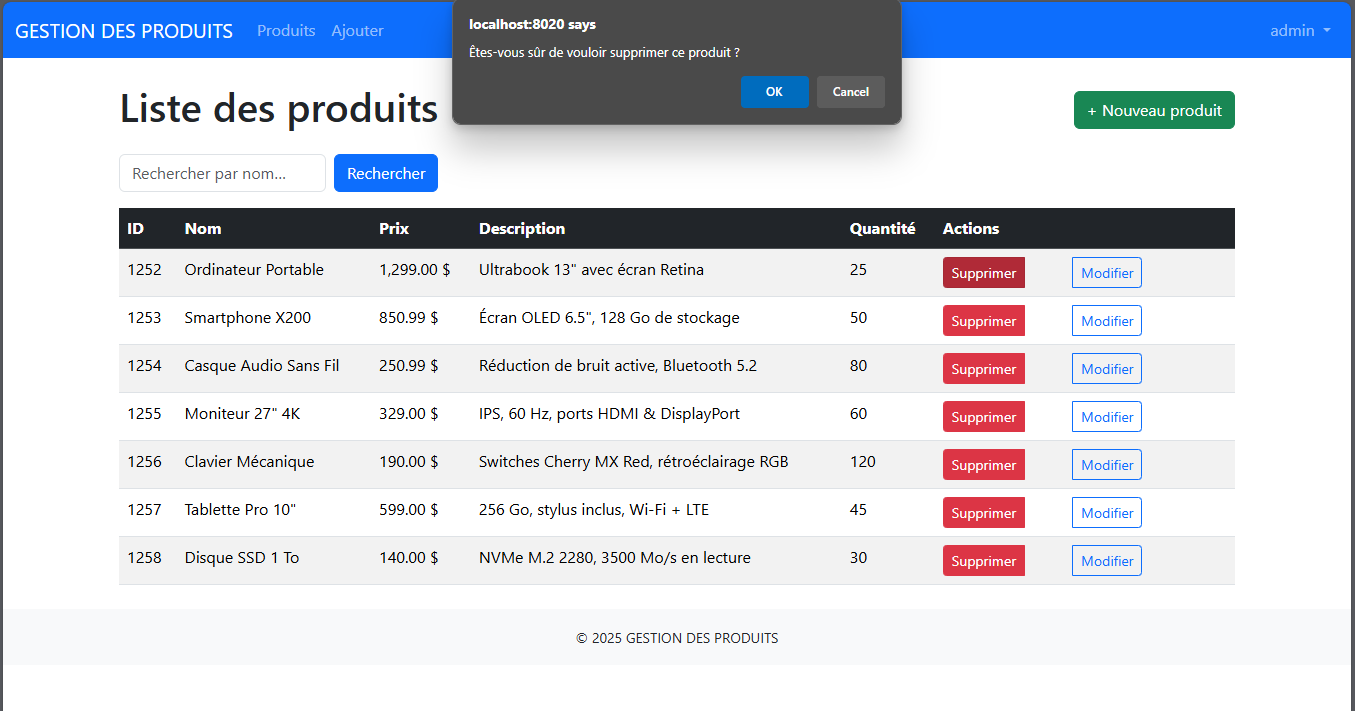 GESTION DES PRODUITS Produits Ajouter admin
localhost:8020 says
Êtes-vous sûr de vouloir supprimer ce produit ?
OK Cancel
Liste des produits + Nouveau produit
Rechercher par nom... Rechercher
ID Nom Prix Description Quantité Actions
1252 Ordinateur Portable 1,299.00 $ Ultrabook 13" avec écran Retina 25 Supprimer Modifier
1253 Smartphone X200 850.99 $ Écran OLED 6.5", 128 Go de stockage 50 Supprimer Modifier
1254 Casque Audio Sans Fil 250.99 $ Réduction de bruit active, Bluetooth 5.2 80 Supprimer Modifier
1255 Moniteur 27" 4K 329.00 $ IPS, 60 Hz, ports HDMI & DisplayPort 60 Supprimer Modifier
1256 Clavier Mécanique 190.00 $ Switches Cherry MX Red, rétroéclairage RGB 120 Supprimer Modifier
1257 Tablette Pro 10" 599.00 $ 256 Go, stylus inclus, Wi-Fi + LTE 45 Supprimer Modifier
1258 Disque SSD 1 To 140.00 $ NVMe M.2 2280, 3500 Mo/s en lecture 30 Supprimer Modifier
© 2025 GESTION DES PRODUITS